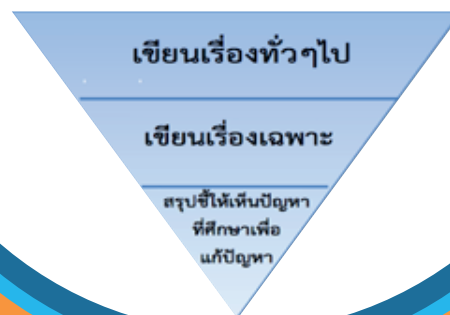 เขียนเรื่องทั่วๆไป
เขียนเรื่องเฉพาะ
สรุปชี้ให้เห็นปัญหา
ที่ศึกษาเพื่อ
แก้ปัญหา